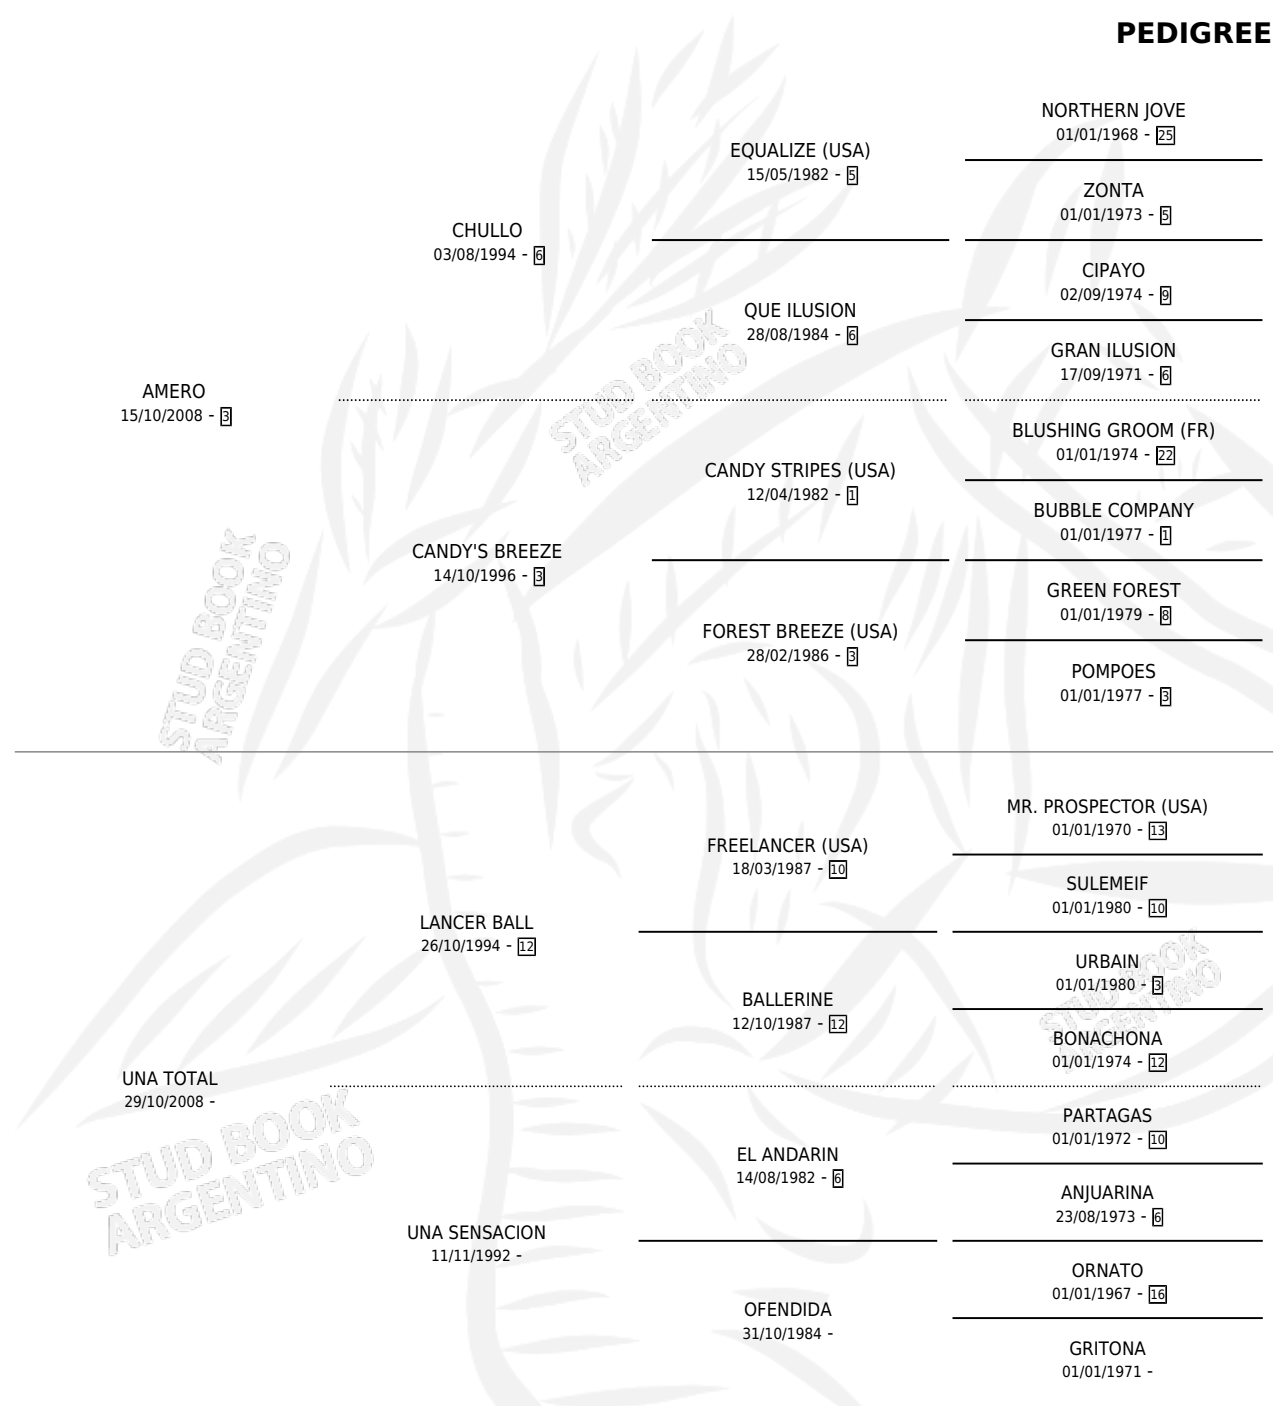 PEDIGREE
NORTHERN JOVE
01/01/1968 - 25
EQUALIZE (USA)
15/05/1982 - 5
ZONTA
01/01/1973 - 5
CHULLO
03/08/1994 - 6
CIPAYO
02/09/1974 - 9
QUE ILUSION
28/08/1984 - 6
GRAN ILUSION
17/09/1971 - 6
AMERO
15/10/2008 - 3
BLUSHING GROOM (FR)
01/01/1974 - 22
CANDY STRIPES (USA)
12/04/1982 - 1
BUBBLE COMPANY
01/01/1977 - 1
CANDY'S BREEZE
14/10/1996 - 3
GREEN FOREST
01/01/1979 - 8
FOREST BREEZE (USA)
28/02/1986 - 3
POMPOES
01/01/1977 - 3
MR. PROSPECTOR (USA)
01/01/1970 - 13
FREELANCER (USA)
18/03/1987 - 10
SULEMEIF
01/01/1980 - 10
LANCER BALL
26/10/1994 - 12
URBAIN
01/01/1980 - 3
BALLERINE
12/10/1987 - 12
BONACHONA
01/01/1974 - 12
UNA TOTAL
29/10/2008 -
PARTAGAS
01/01/1972 - 10
EL ANDARIN
14/08/1982 - 6
ANJUARINA
23/08/1973 - 6
UNA SENSACION
11/11/1992 -
ORNATO
01/01/1967 - 16
OFENDIDA
31/10/1984 -
GRITONA
01/01/1971 -
STUD BOOK
ARGENTINO
STUD BOOK
ARGENTINO
STUD BOOK
ARGENTINO
STUD BOOK
ARGENTINO